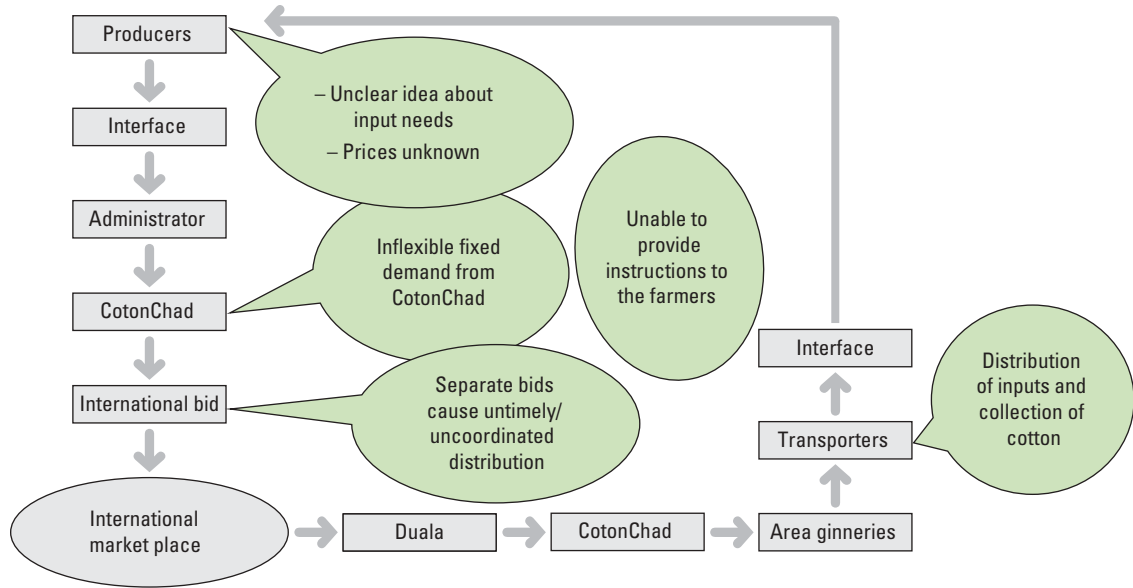 Producers
– Unclear idea about
input needs
– Prices unknown
Interface
Administrator
Inflexible fixed
demand from
CotonChad
Unable to
provide
instructions to
the farmers
CotonChad
International bid
Separate bids
cause untimely/
uncoordinated
distribution
Interface
Distribution
of inputs and
collection of
cotton
Transporters
International
market place
Duala
CotonChad
Area ginneries